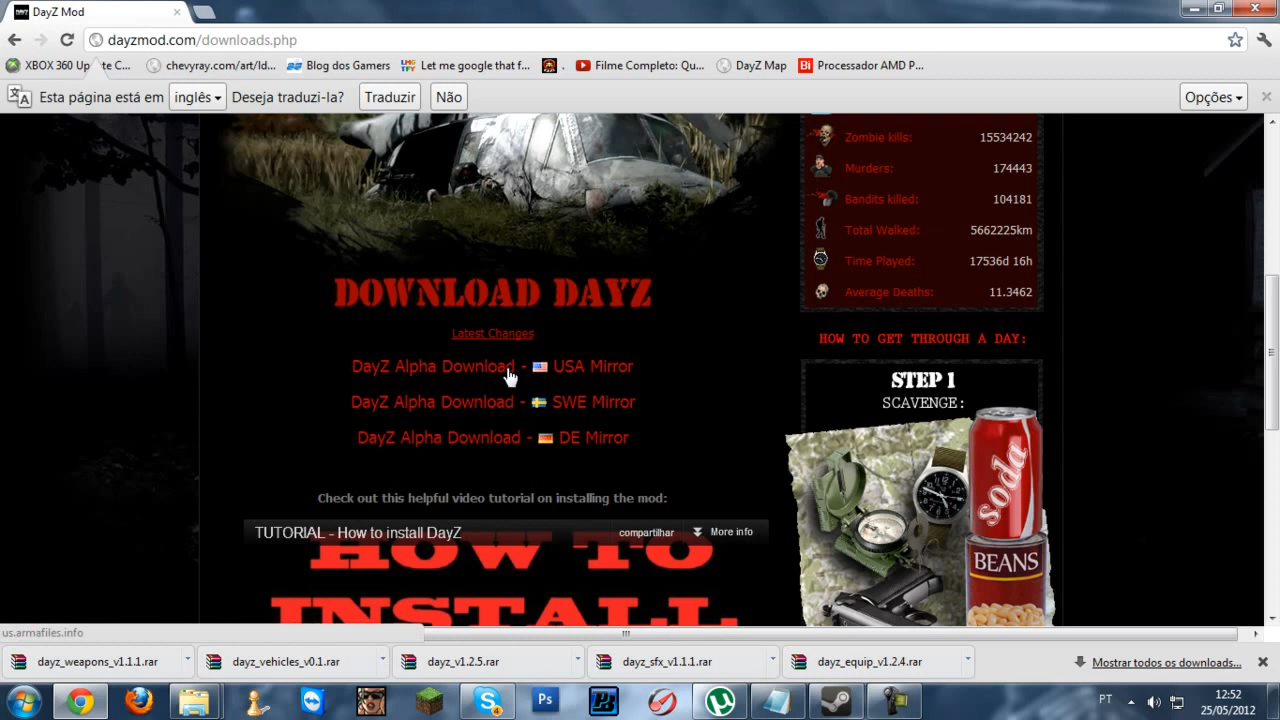 DayZ Mod
dayzmod.com/downloads.php
XBOX 360 Up te C...
chevyray.com/art/ld...
Blog dos Gamers
LMG TFY
Let me google that f...
.
Filme Completo: Qu...
DayZ Map
Bi
Processador AMD P...
Esta página está em inglês Deseja traduzi-la? Traduzir Não Opções
Zombie kills: 15534242
Murders: 174443
Bandits killed: 104181
Total Walked: 5662225km
Time Played: 17536d 16h
Average Deaths: 11.3462
DOWNLOAD DAYZ
Latest Changes
DayZ Alpha Download - USA Mirror
DayZ Alpha Download - SWE Mirror
DayZ Alpha Download - DE Mirror
Check out this helpful video tutorial on installing the mod:
TUTORIAL - How to install DayZ
compartilhar
More info
HOW TO
INSTALL
HOW TO GET THROUGH A DAY:
STEP 1
SCAVENGE:
soda
BEANS
us.armafiles.info
dayz_weapons_v1.1.1.rar
dayz_vehicles_v0.1.rar
dayz_v1.2.5.rar
dayz_sfx_v1.1.1.rar
dayz_equip_v1.2.4.rar
Mostrar todos os downloads...
Ps
PT
12:52
25/05/2012